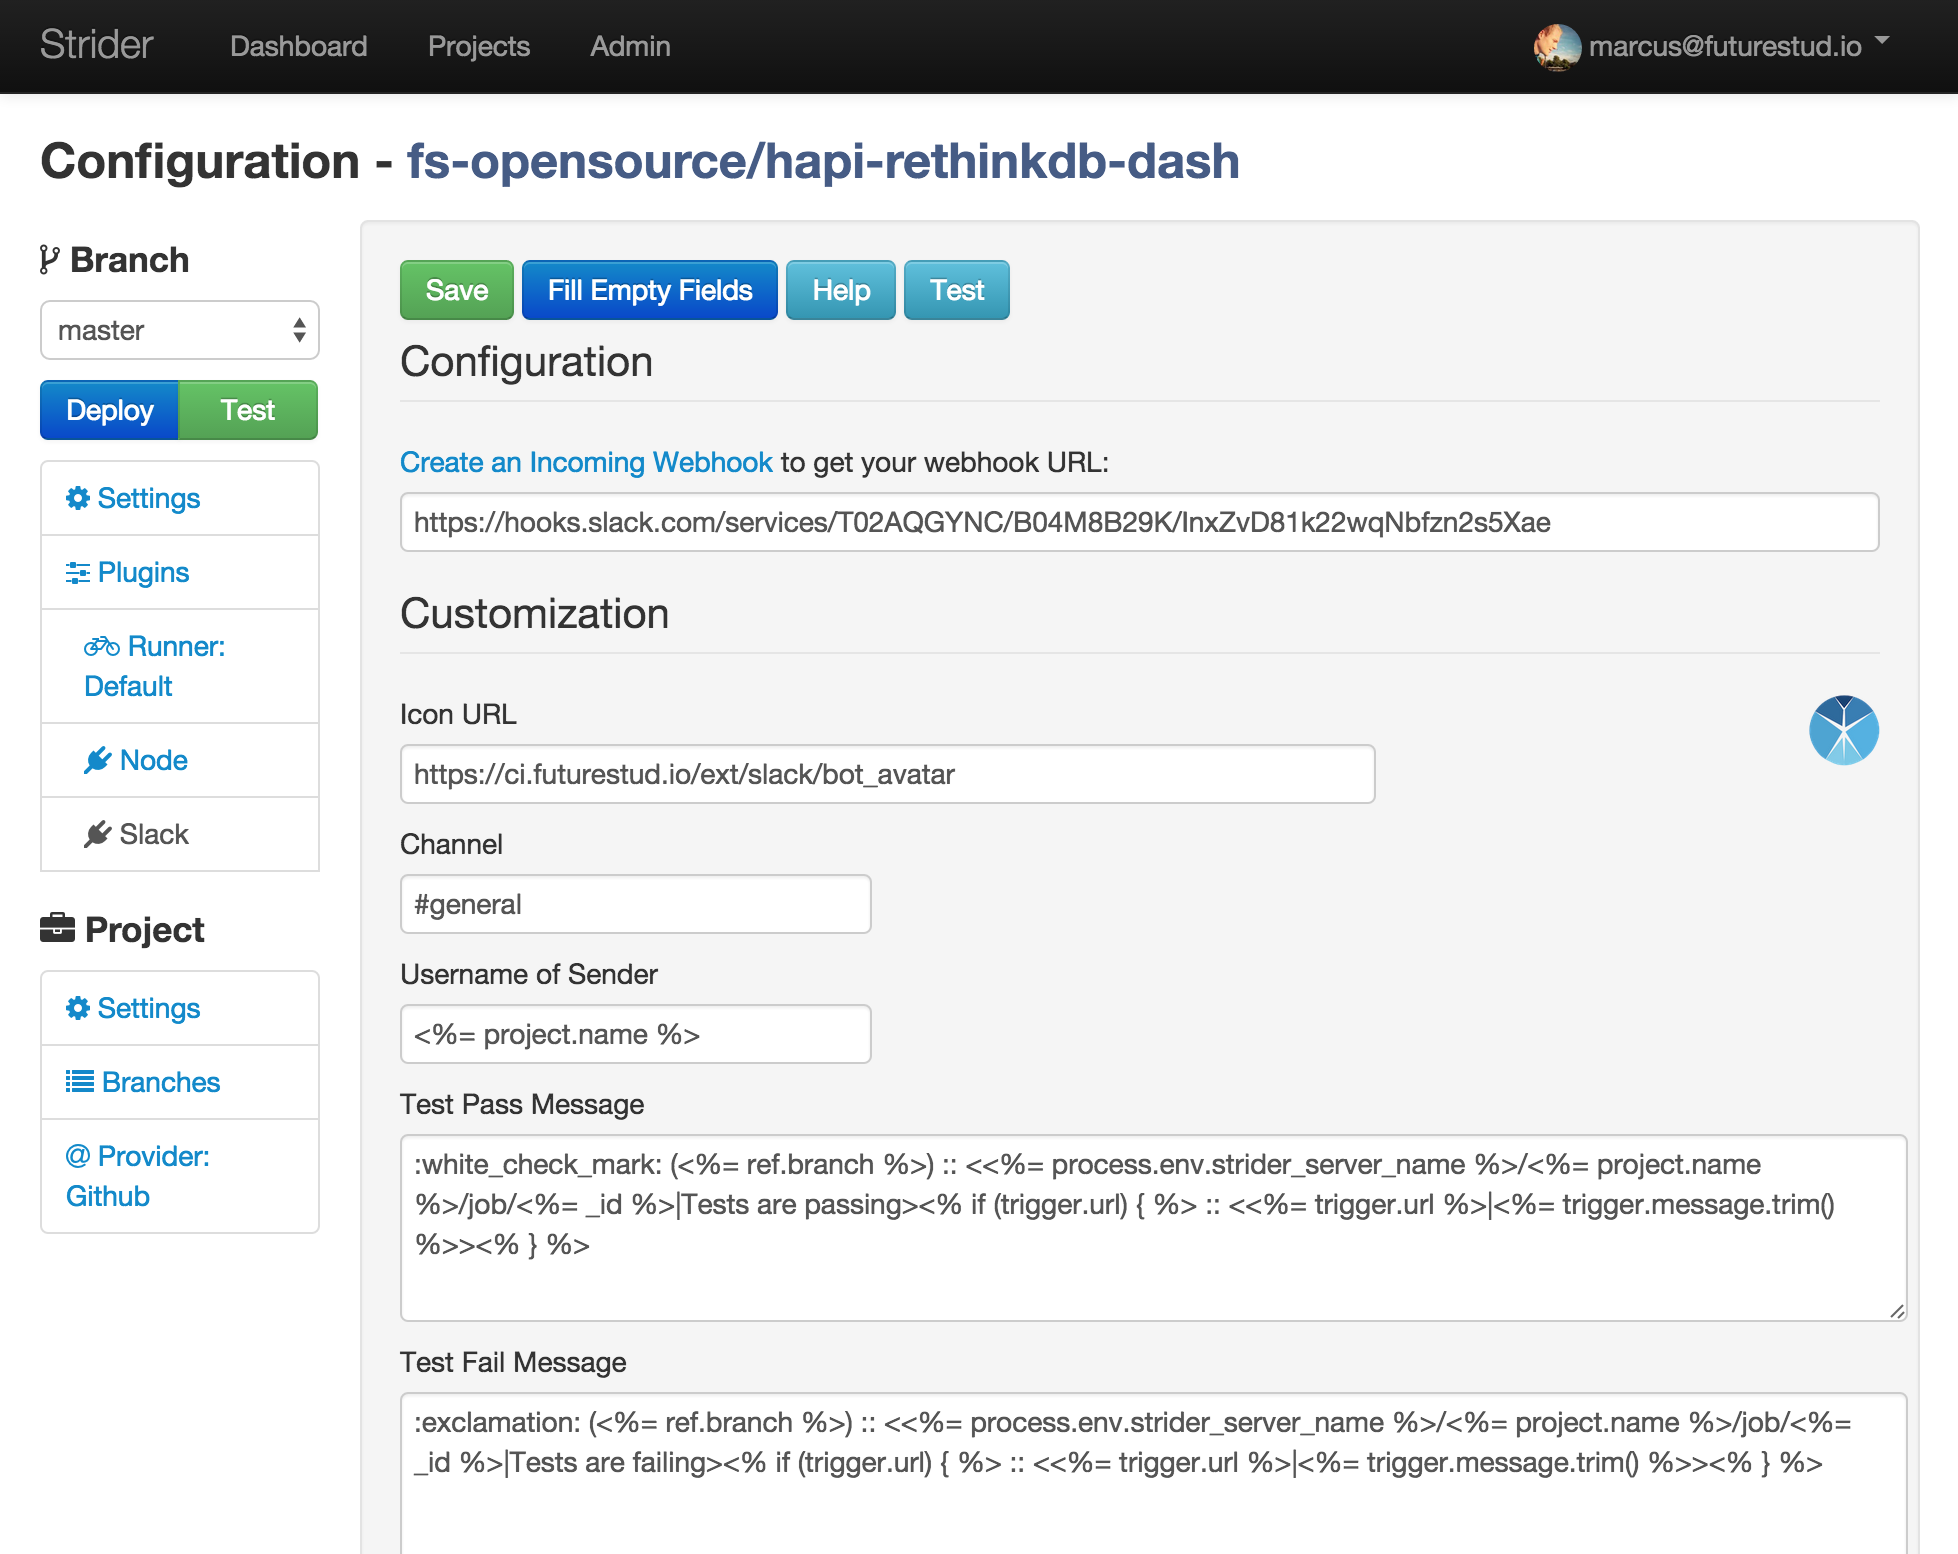 Strider
Dashboard
Projects
Admin
marcus@futurestud.io
Configuration - fs-opensource/hapi-rethinkdb-dash
Branch
master
Deploy
Test
Settings
Plugins
Runner:
Default
Node
Slack
Project
Settings
Branches
@ Provider:
Github
Save
Fill Empty Fields
Help
Test
Configuration
Create an Incoming Webhook to get your webhook URL:
https://hooks.slack.com/services/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
Customization
Icon URL
https://ci.futurestud.io/ext/slack/bot_avatar
Channel
#general
Username of Sender
<%= project.name %>
Test Pass Message
:white_check_mark: (<%= ref.branch %>) :: <<%= process.env.strider_server_name %>/<%= project.name
%>/job/<%= _id %>|Tests are passing><% if (trigger.url) { %> :: <<%= trigger.url %>|<%= trigger.message.trim()
%>><% } %>
Test Fail Message
:exclamation: (<%= ref.branch %>) :: <<%= process.env.strider_server_name %>/<%= project.name %>/job/<%=
_id %>|Tests are failing><% if (trigger.url) { %> :: <<%= trigger.url %>|<%= trigger.message.trim() %>><% } %>